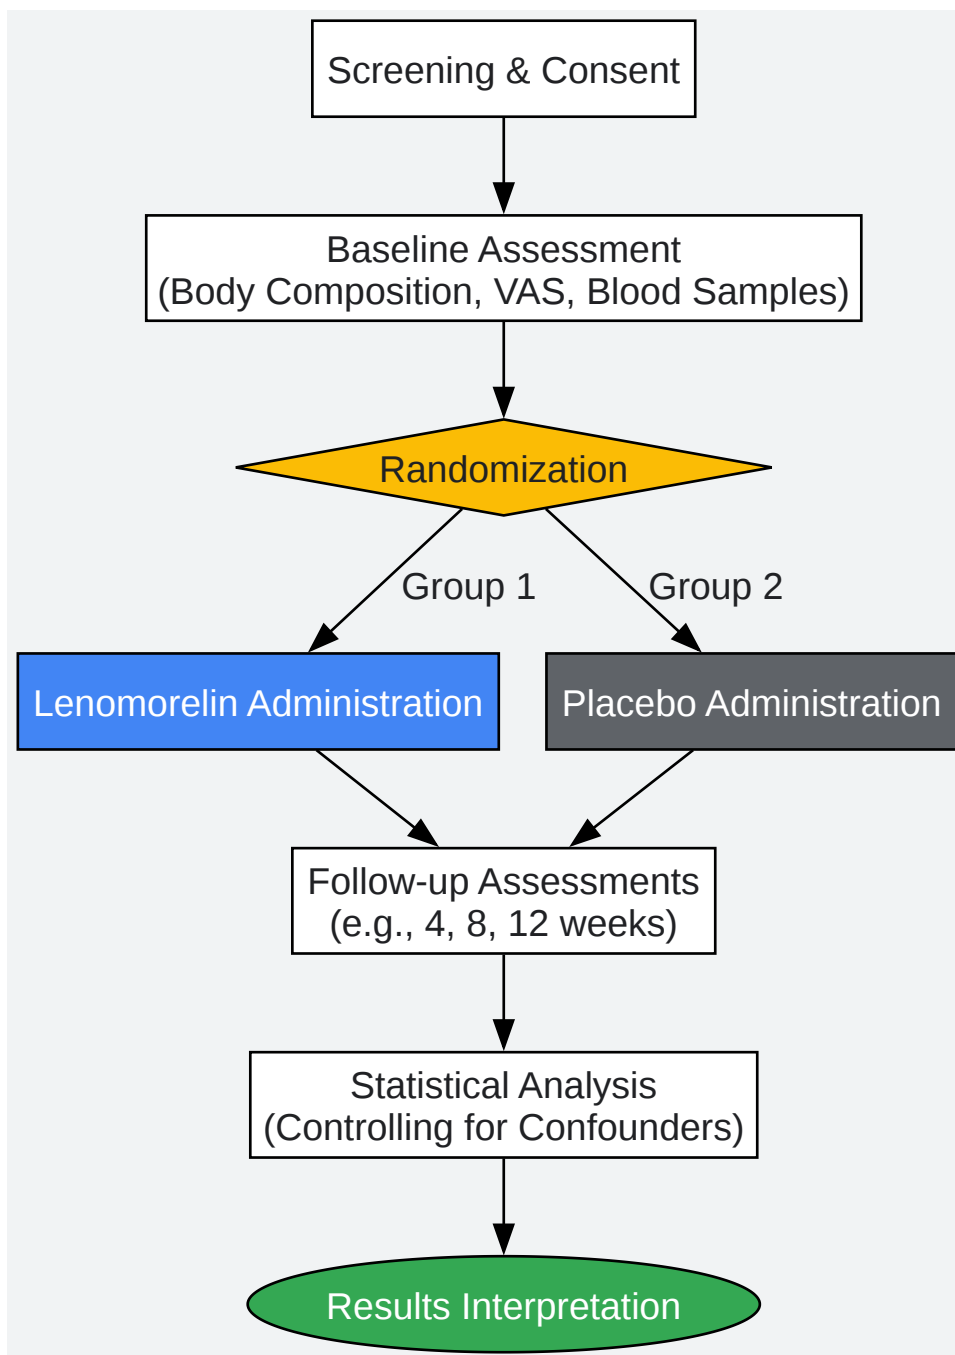 Screening & Consent
Baseline Assessment
(Body Composition, VAS, Blood Samples)
Randomization
Group 1
Group 2
Lenomorelin Administration
Placebo Administration
Follow-up Assessments
(e.g., 4, 8, 12 weeks)
Statistical Analysis
(Controlling for Confounders)
Results Interpretation